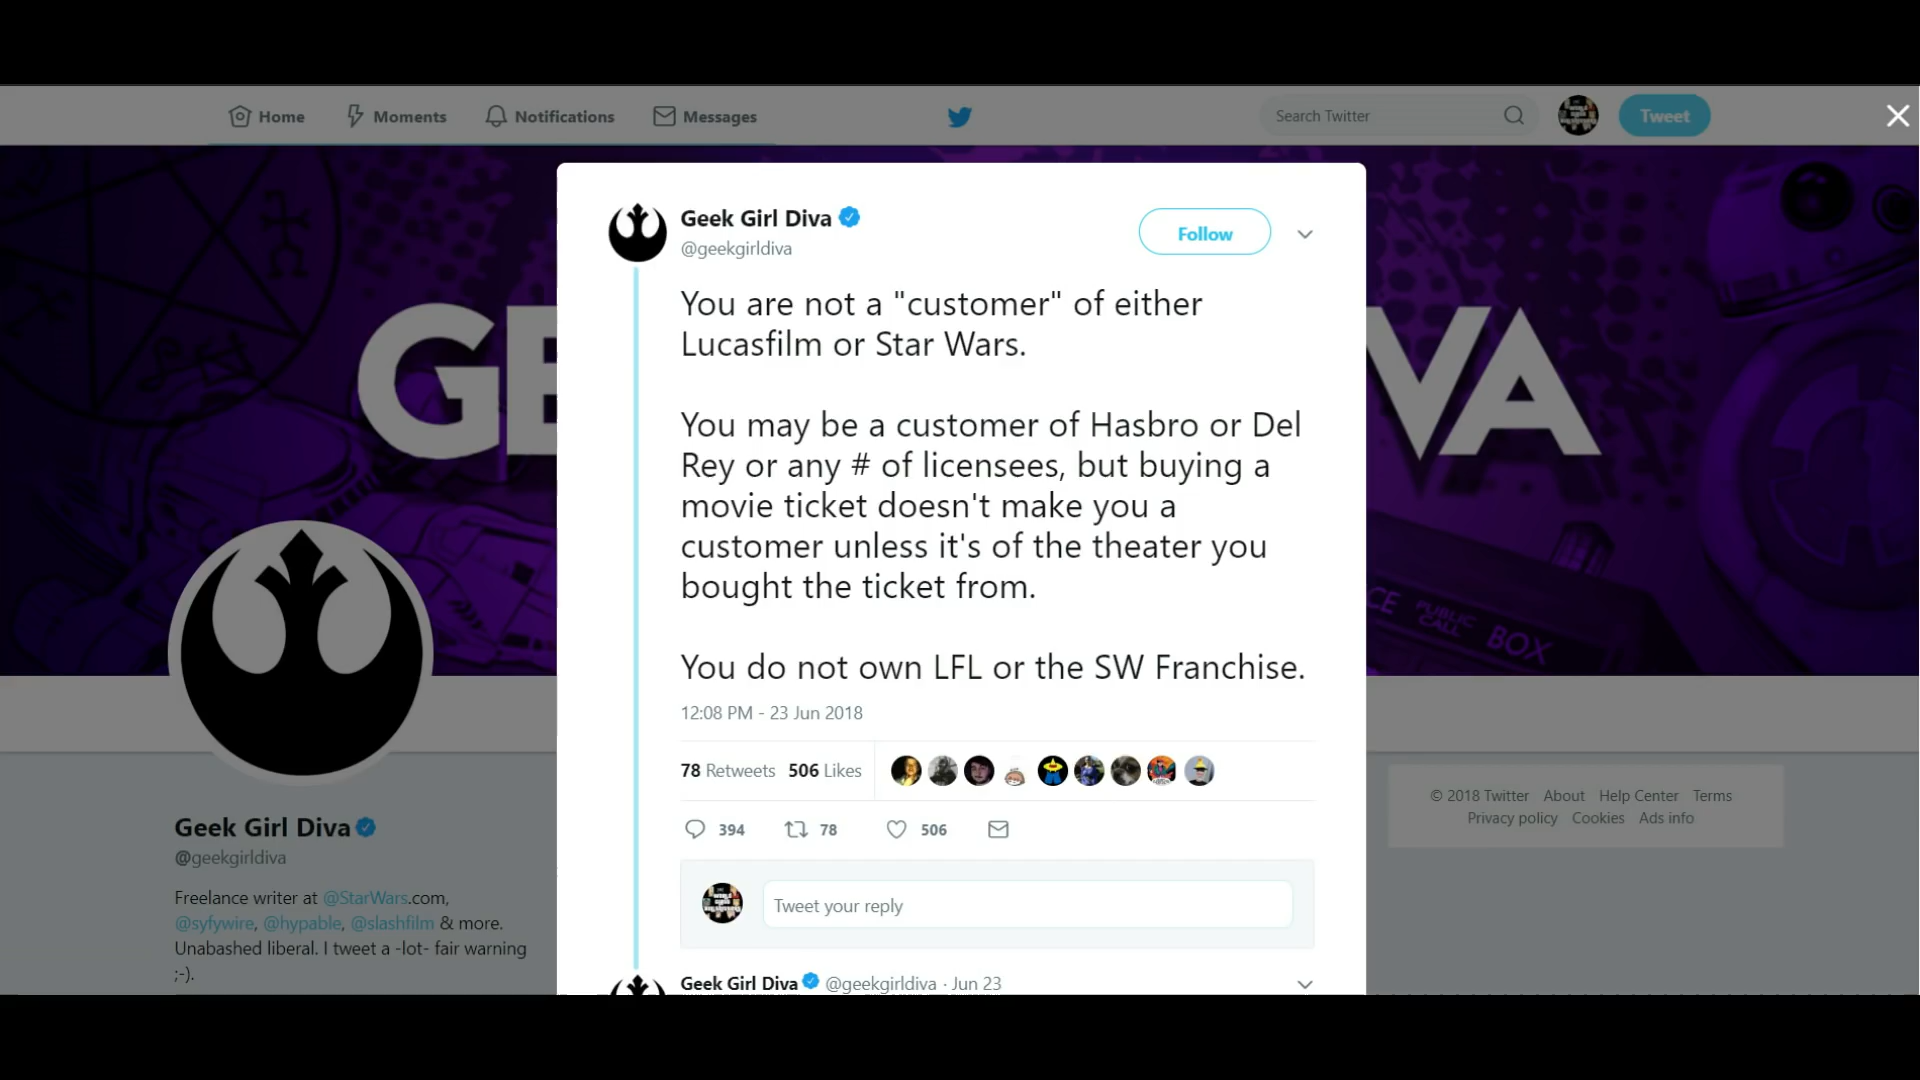 Home Moments Notifications Messages Search Twitter Tweet
GE VA
Geek Girl Diva
@geekgirldiva
Follow
You are not a "customer" of either
Lucasfilm or Star Wars.
You may be a customer of Hasbro or Del
Rey or any # of licensees, but buying a
movie ticket doesn't make you a
customer unless it's of the theater you
bought the ticket from.
You do not own LFL or the SW Franchise.
12:08 PM - 23 Jun 2018
78 Retweets 506 Likes
394 78 506
Tweet your reply
Geek Girl Diva @geekgirldiva · Jun 23
Geek Girl Diva
@geekgirldiva
Freelance writer at @StarWars.com,
@syfywire, @hypable, @slashfilm & more.
Unabashed liberal. I tweet a -lot- fair warning
;-).
CE PUBLIC CALL BOX
© 2018 Twitter About Help Center Terms
Privacy policy Cookies Ads info